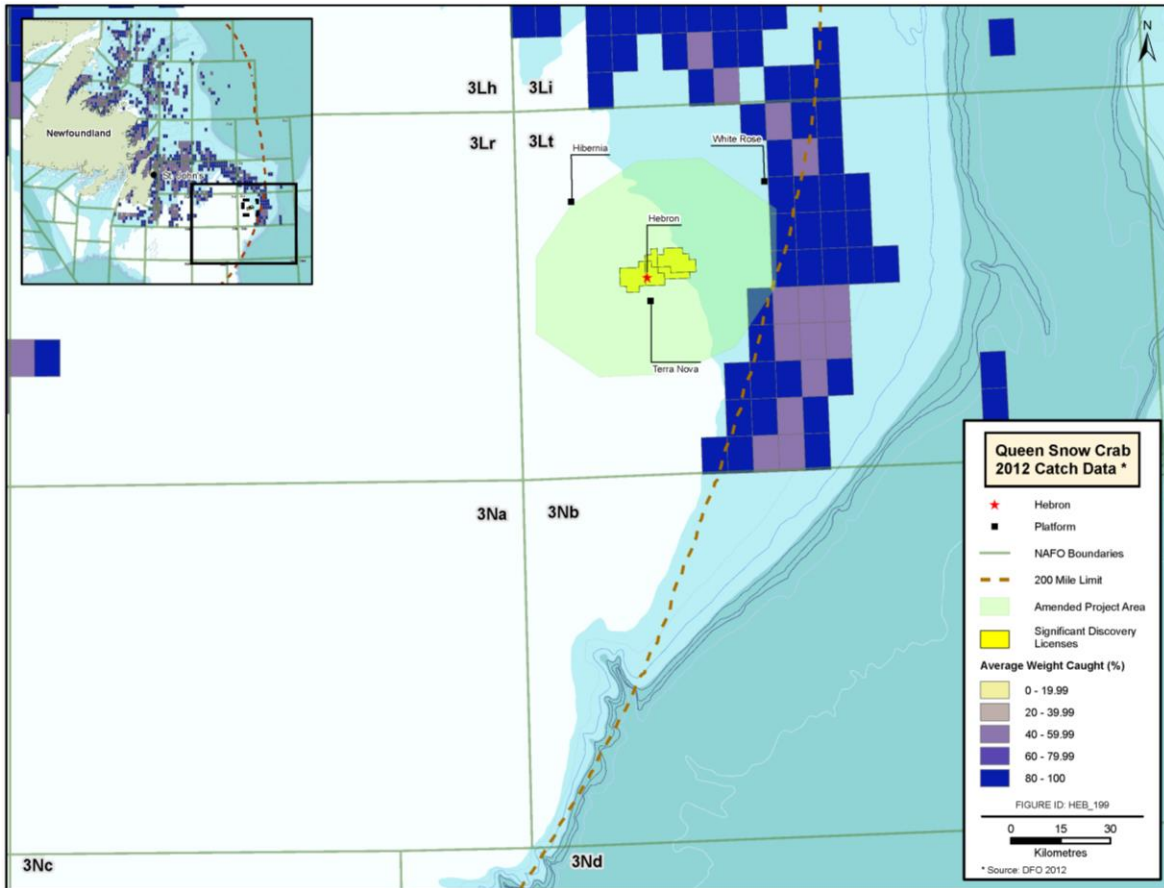 Newfoundland
St. John's
N
3Lh
3Li
3Lr
3Lt
Hibernia
White Rose
Hebron
Terra Nova
3Na
3Nb
3Nc
3Nd
Queen Snow Crab
2012 Catch Data *
Hebron
Platform
NAFO Boundaries
200 Mile Limit
Amended Project Area
Significant Discovery
Licenses
Average Weight Caught (%)
0 - 19.99
20 - 39.99
40 - 59.99
60 - 79.99
80 - 100
FIGURE ID: HEB_199
0 15 30
Kilometres
* Source: DFO 2012